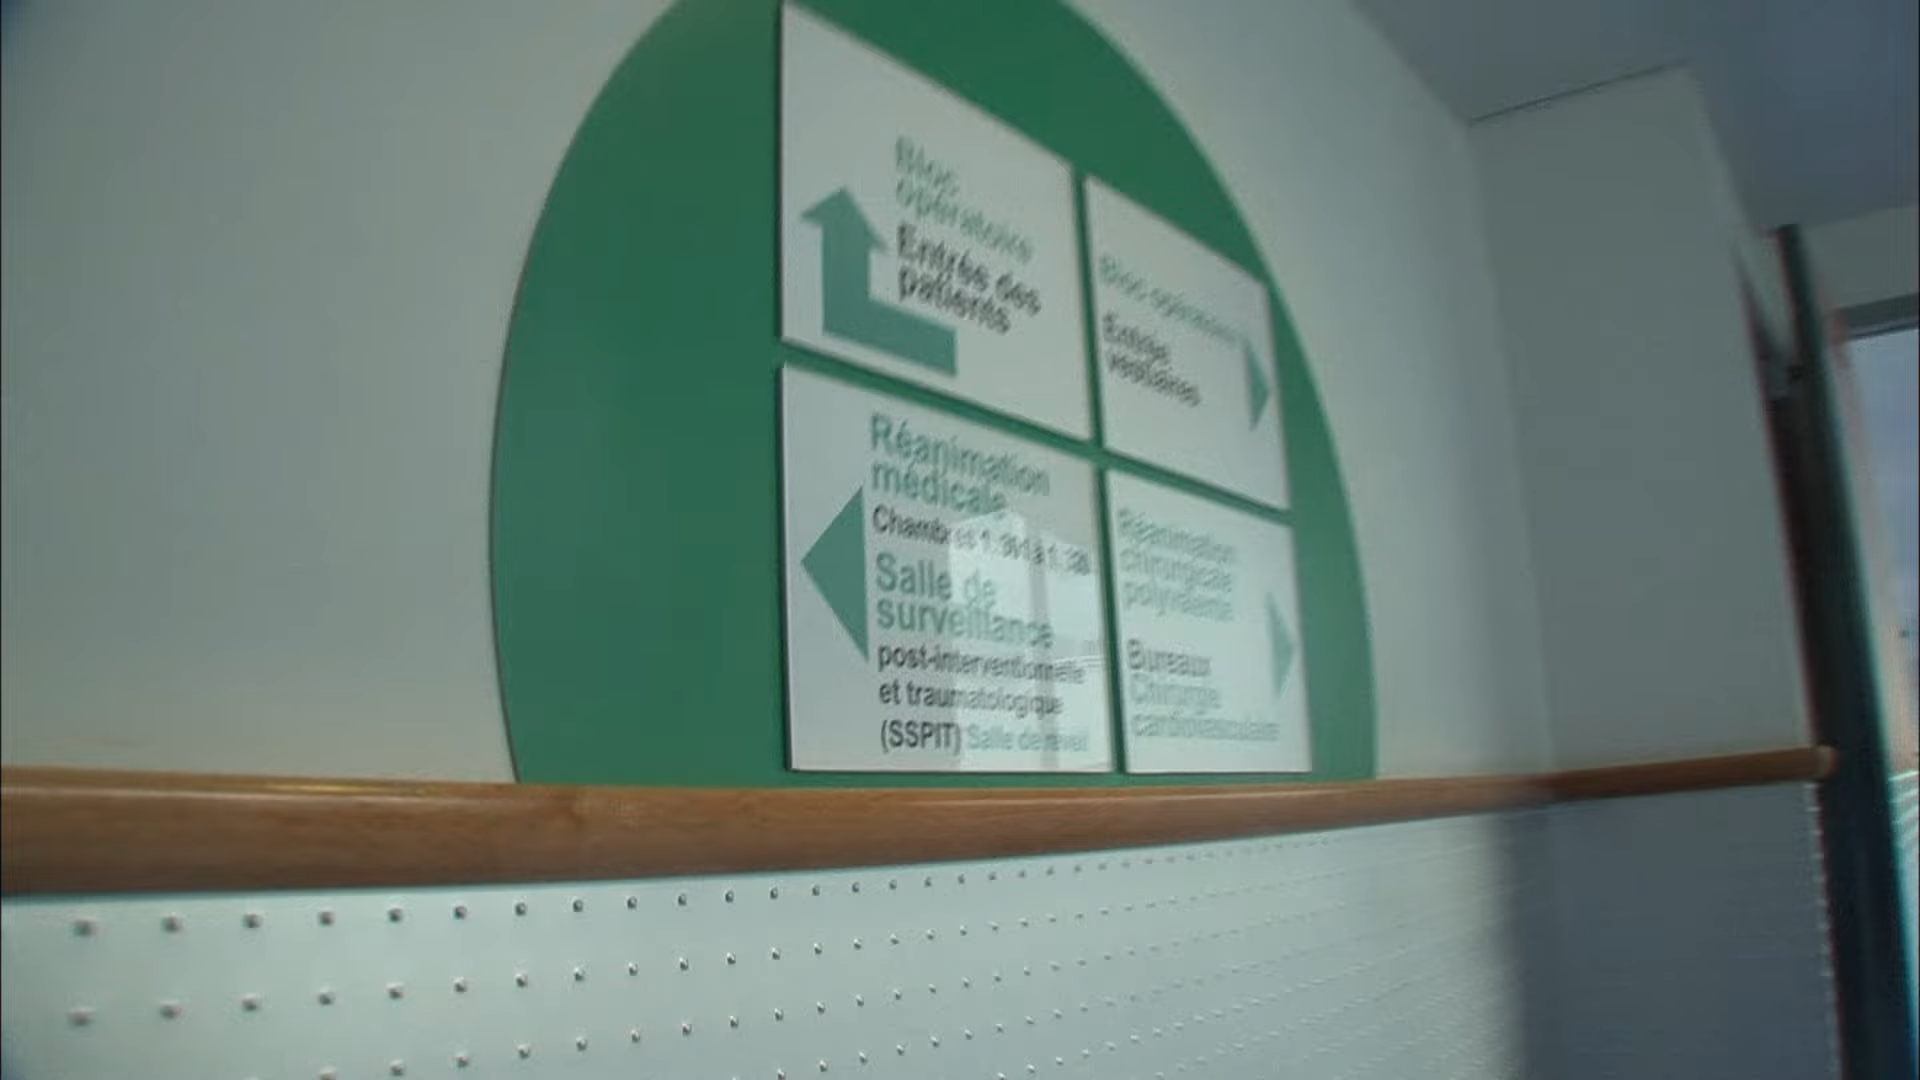 Bloc
opératoire
Entrée des
patients
Bloc opératoire
Entrée
vestiaires
Réanimation
médicale
Chambres
Salle de
surveillance
post-interventionnelle
et traumatologique
(SSPIT) Salle de réveil
Réanimation
chirurgicale
polyvalente
Bureaux
Chirurgie
cardiovasculaire